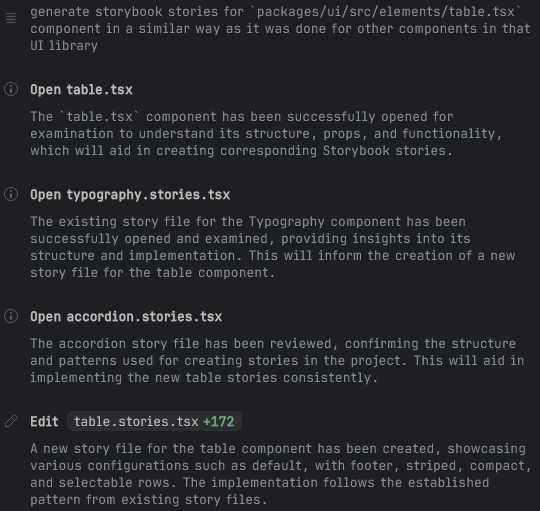 generate storybook stories for `packages/ui/src/elements/table.tsx`
component in a similar way as it was done for other components in that
UI library
Open table.tsx
The `table.tsx` component has been successfully opened for
examination to understand its structure, props, and functionality,
which will aid in creating corresponding Storybook stories.
Open typography.stories.tsx
The existing story file for the Typography component has been
successfully opened and examined, providing insights into its
structure and implementation. This will inform the creation of a new
story file for the table component.
Open accordion.stories.tsx
The accordion story file has been reviewed, confirming the structure
and patterns used for creating stories in the project. This will aid in
implementing the new table stories consistently.
Edit table.stories.tsx +172
A new story file for the table component has been created, showcasing
various configurations such as default, with footer, striped, compact,
and selectable rows. The implementation follows the established
pattern from existing story files.